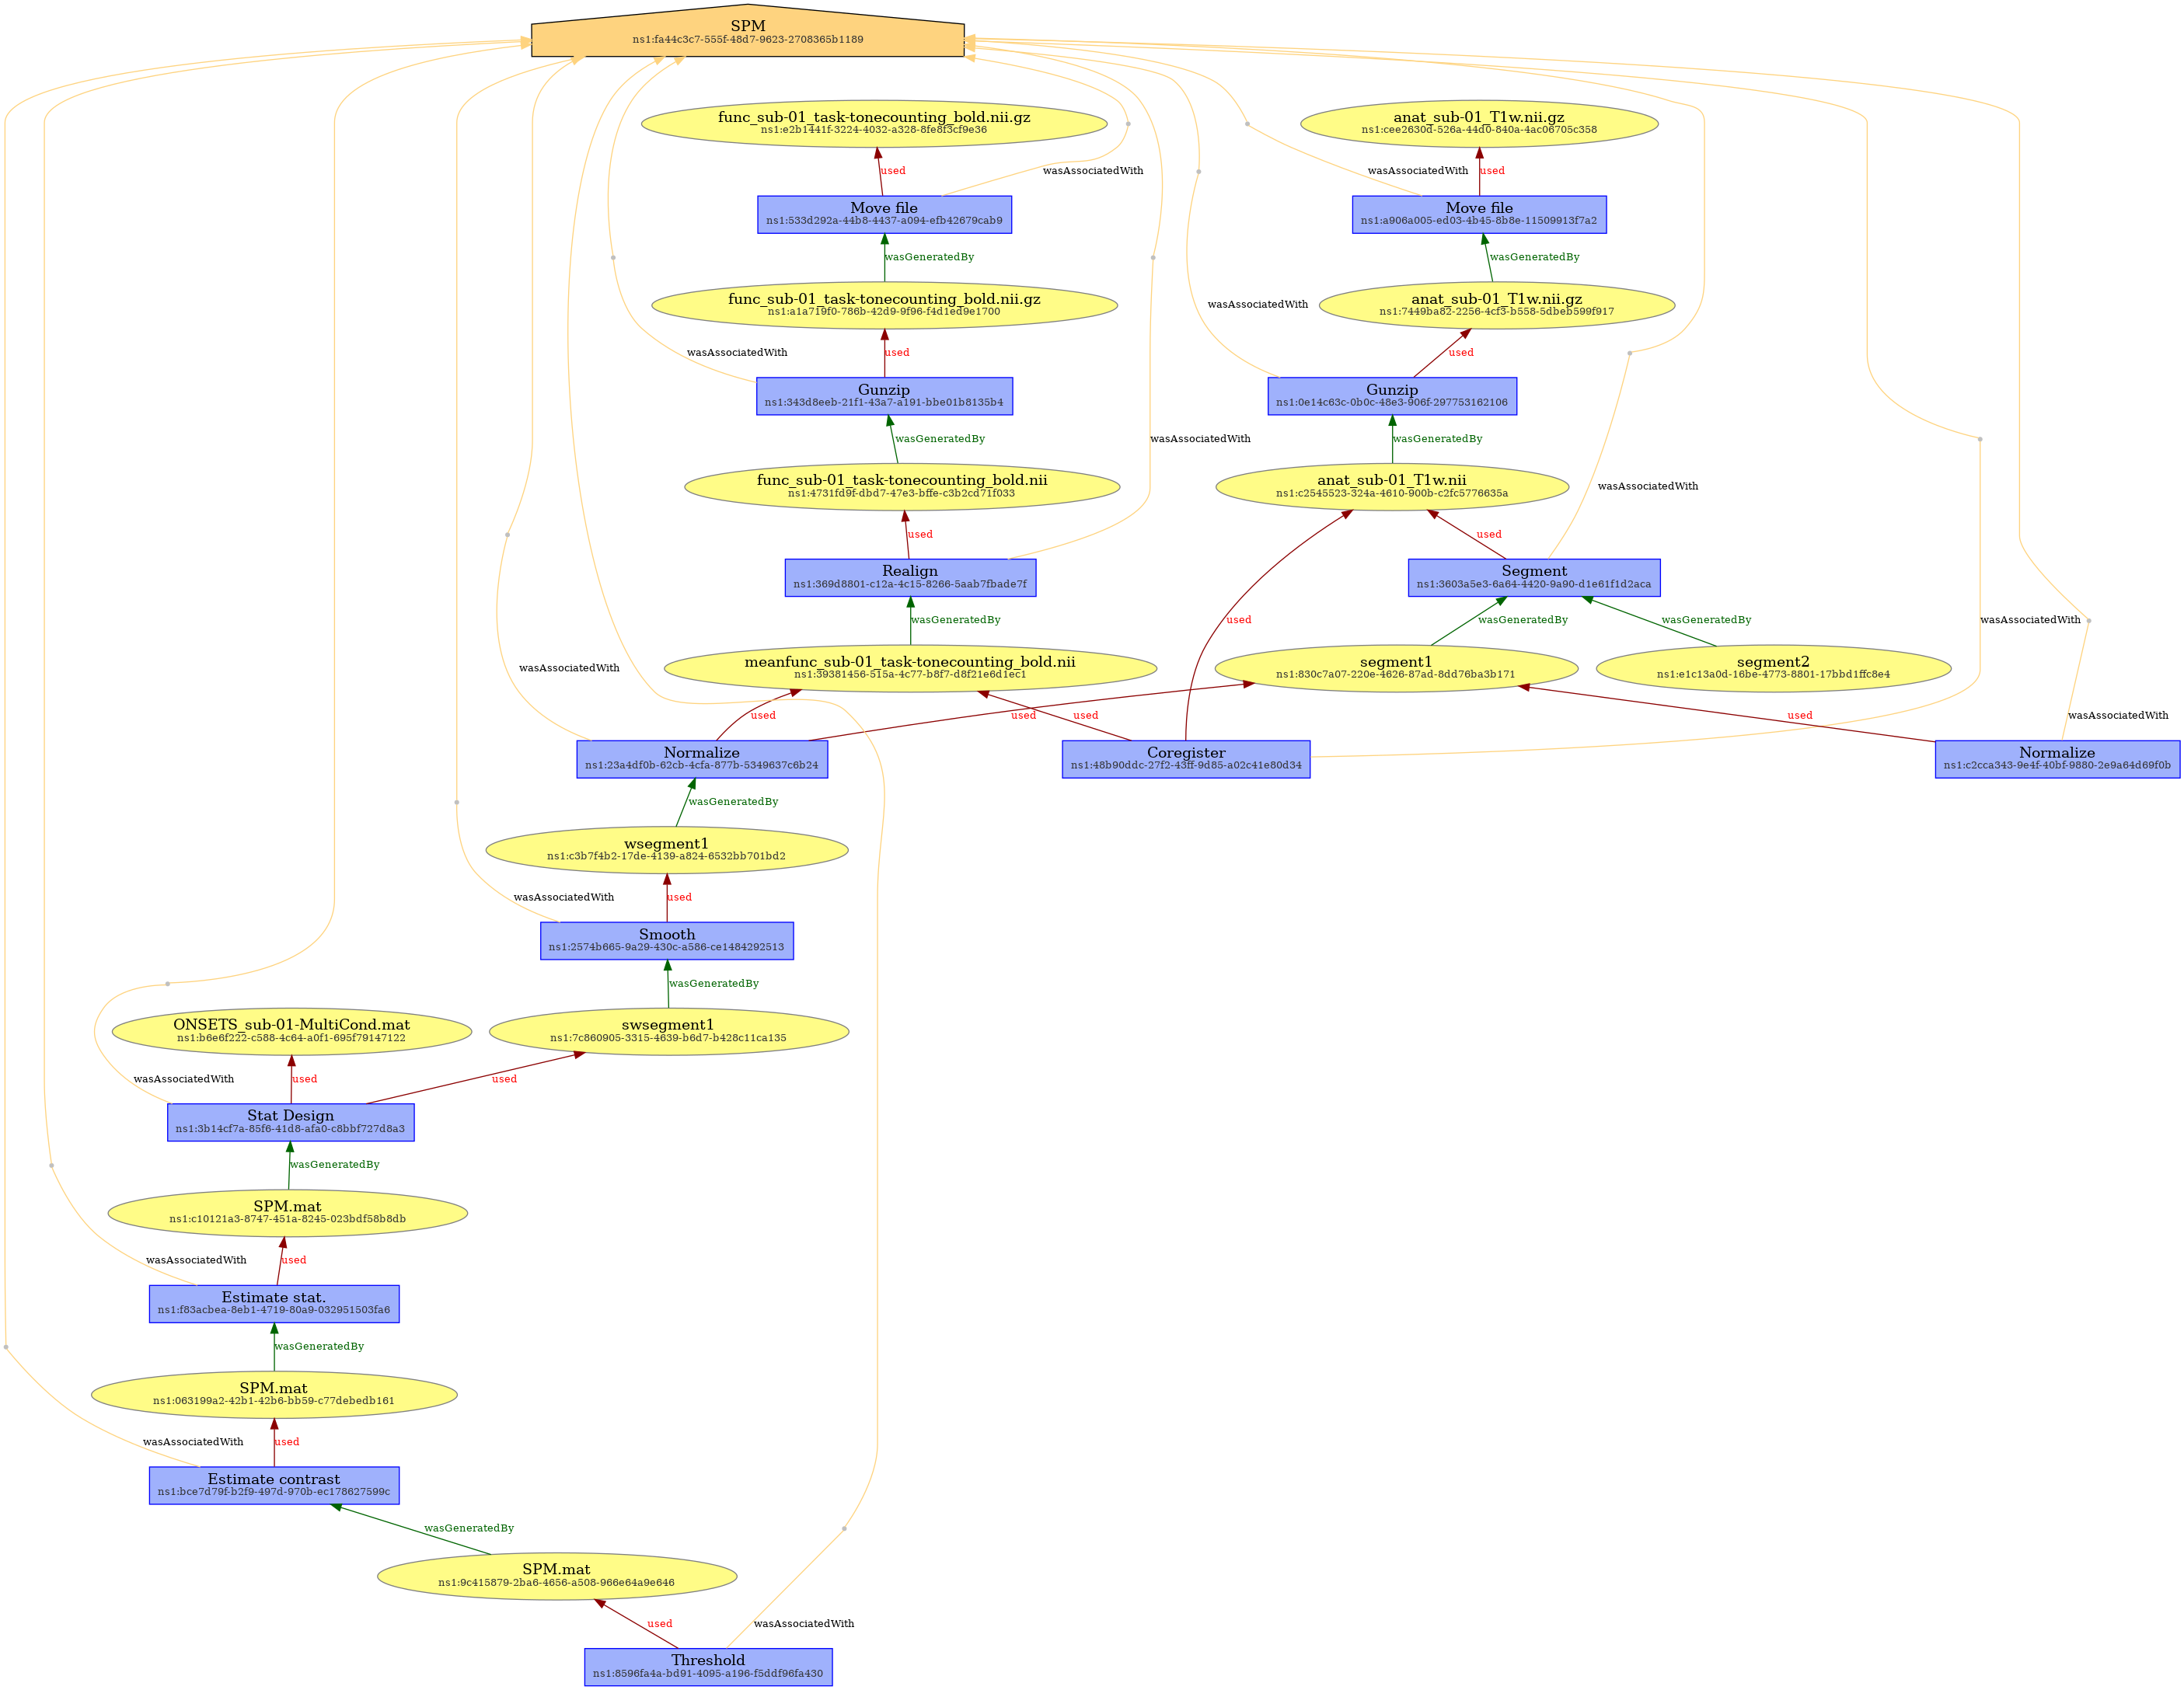 SPM
ns1:fa44c3c7-555f-48d7-9623-2708365b1189
func_sub-01_task-tonecounting_bold.nii.gz
ns1:e2b1441f-3224-4032-a328-8fe8f3cf9e36
anat_sub-01_T1w.nii.gz
ns1:cee2630d-526a-44d0-840a-4ac06705c358
used
wasAssociatedWith
wasAssociatedWith
used
Move file
ns1:533d292a-44b8-4437-a094-efb42679cab9
Move file
ns1:a906a005-ed03-4b45-8b8e-11509913f7a2
wasGeneratedBy
wasGeneratedBy
func_sub-01_task-tonecounting_bold.nii.gz
ns1:a1a719f0-786b-42d9-9f96-f4d1ed9e1700
wasAssociatedWith
anat_sub-01_T1w.nii.gz
ns1:7449ba82-2256-4cf3-b558-5dbeb599f917
wasAssociatedWith
used
used
Gunzip
ns1:343d8eeb-21f1-43a7-a191-bbe01b8135b4
Gunzip
ns1:0e14c63c-0b0c-48e3-906f-297753162106
wasGeneratedBy
wasAssociatedWith
wasGeneratedBy
func_sub-01_task-tonecounting_bold.nii
ns1:4731fd9f-dbd7-47e3-bffe-c3b2cd71f033
anat_sub-01_T1w.nii
ns1:c2545523-324a-4610-900b-c2fc5776635a
wasAssociatedWith
used
used
Realign
ns1:369d8801-c12a-4c15-8266-5aab7fbade7f
Segment
ns1:3603a5e3-6a64-4420-9a90-d1e61f1d2aca
wasGeneratedBy
used
wasGeneratedBy
wasGeneratedBy
wasAssociatedWith
wasAssociatedWith
meanfunc_sub-01_task-tonecounting_bold.nii
ns1:39381456-515a-4c77-b8f7-d8f21e6d1ec1
segment1
ns1:830c7a07-220e-4626-87ad-8dd76ba3b171
segment2
ns1:e1c13a0d-16be-4773-8801-17bbd1ffc8e4
used
used
used
used
wasAssociatedWith
Normalize
ns1:23a4df0b-62cb-4cfa-877b-5349637c6b24
Coregister
ns1:48b90ddc-27f2-43ff-9d85-a02c41e80d34
Normalize
ns1:c2cca343-9e4f-40bf-9880-2e9a64d69f0b
wasGeneratedBy
wsegment1
ns1:c3b7f4b2-17de-4139-a824-6532bb701bd2
wasAssociatedWith
used
Smooth
ns1:2574b665-9a29-430c-a586-ce1484292513
wasGeneratedBy
ONSETS_sub-01-MultiCond.mat
ns1:b6e6f222-c588-4c64-a0f1-695f79147122
swsegment1
ns1:7c860905-3315-4639-b6d7-b428c11ca135
wasAssociatedWith
used
used
Stat Design
ns1:3b14cf7a-85f6-41d8-afa0-c8bbf727d8a3
wasGeneratedBy
SPM.mat
ns1:c10121a3-8747-451a-8245-023bdf58b8db
wasAssociatedWith
used
Estimate stat.
ns1:f83acbea-8eb1-4719-80a9-032951503fa6
wasGeneratedBy
SPM.mat
ns1:063199a2-42b1-42b6-bb59-c77debedb161
wasAssociatedWith
used
Estimate contrast
ns1:bce7d79f-b2f9-497d-970b-ec178627599c
wasGeneratedBy
SPM.mat
ns1:9c415879-2ba6-4656-a508-966e64a9e646
used
wasAssociatedWith
Threshold
ns1:8596fa4a-bd91-4095-a196-f5ddf96fa430